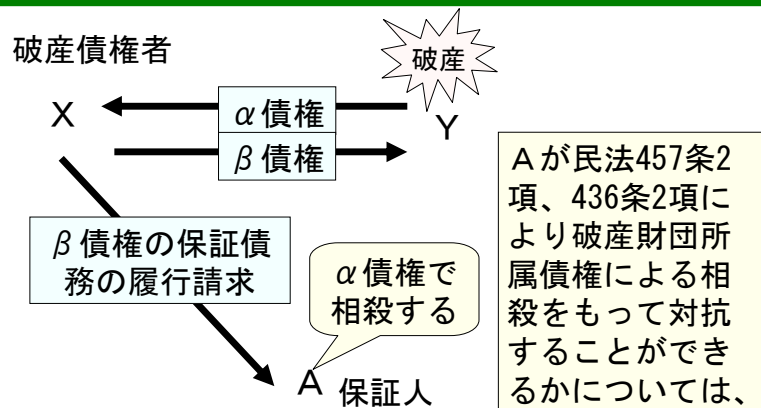 破産債権者
破産
X
α債権
Y
β債権
β債権の保証債
務の履行請求
α債権で
相殺する
A 保証人
Aが民法457条2
項、436条2項に
より破産財団所
属債権による相
殺をもって対抗
することができ
るかについては、